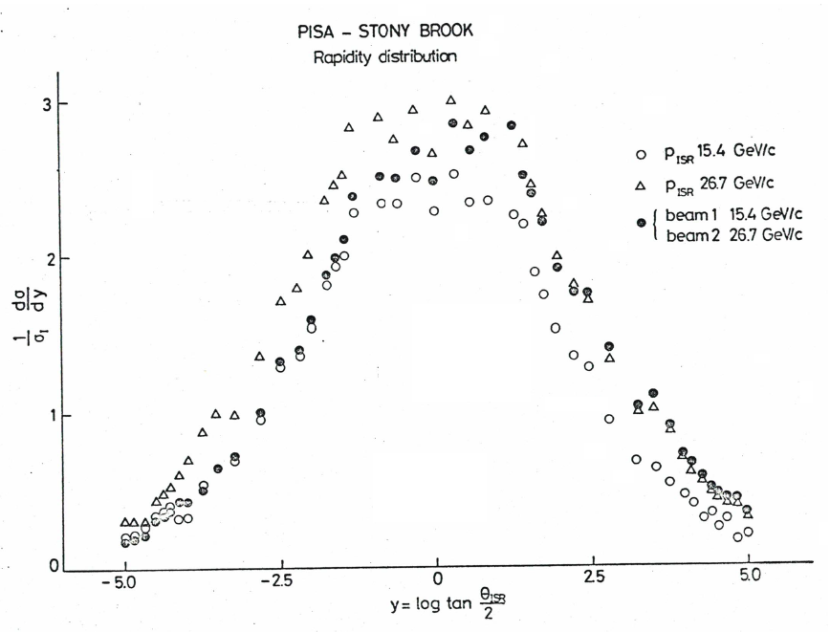 PISA – STONY BROOK
Rapidity distribution
3
2
1
0
1/σ_I dσ/dy
○ p_ISR 15.4 GeV/c
△ p_ISR 26.7 GeV/c
● { beam 1 15.4 GeV/c
beam 2 26.7 GeV/c
-5.0 -2.5 0 2.5 5.0
y = log tan θ_ISR/2